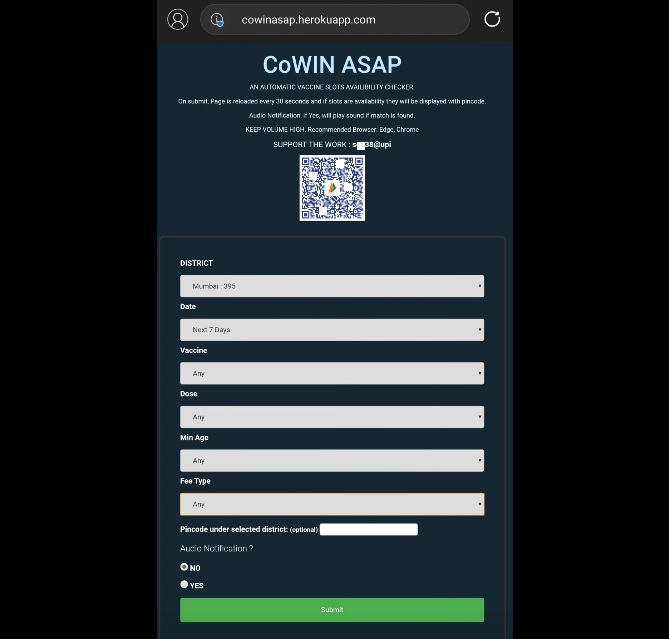 cowinasap.herokuapp.com
CoWIN ASAP
AN AUTOMATIC VACCINE SLOTS AVAILIBILITY CHECKER.
On submit, Page is reloaded every 30 seconds and if slots are availability they will be displayed with pincode.
Audio Notification, if Yes, will play sound if match is found.
KEEP VOLUME HIGH. Recommended Browser: Edge, Chrome
SUPPORT THE WORK : 38@upi
DISTRICT
Mumbai : 395
Date
Next 7 Days
Vaccine
Any
Dose
Any
Min Age
Any
Fee Type
Any
Pincode under selected district: (optional)
Audio Notification ?
NO
YES
Submit